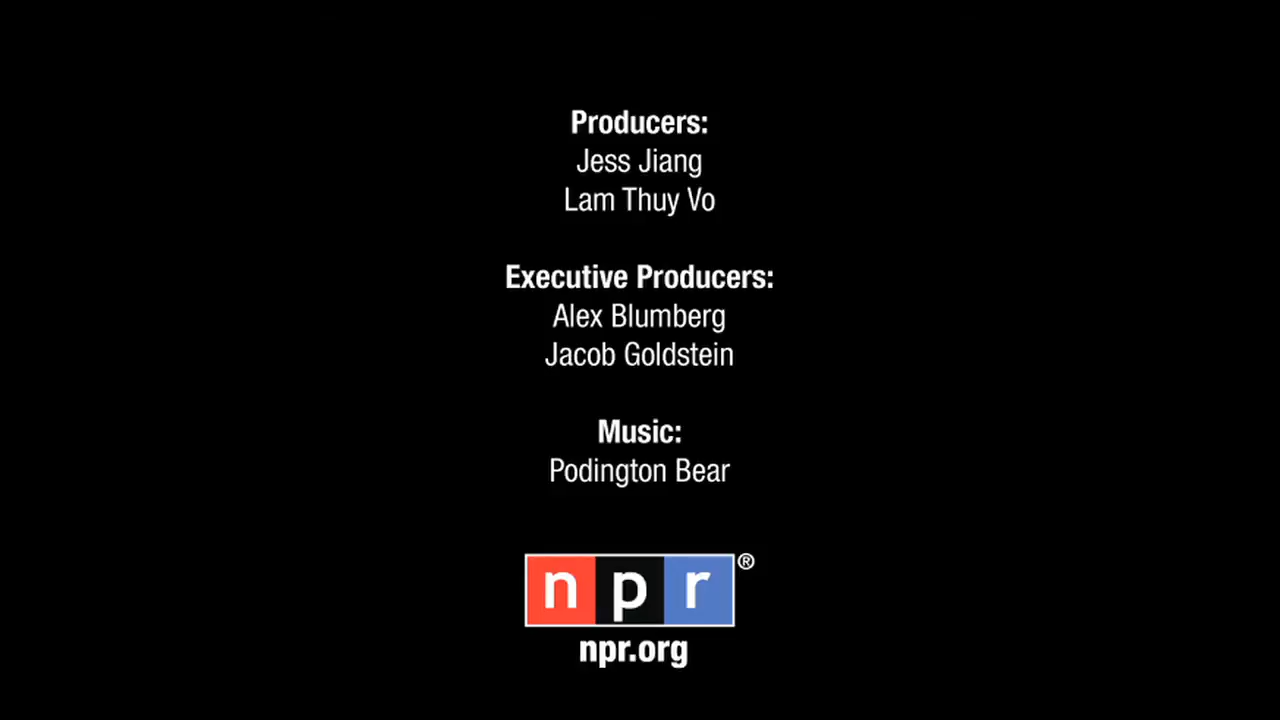 Producers:
Jess Jiang
Lam Thuy Vo
Executive Producers:
Alex Blumberg
Jacob Goldstein
Music:
Podington Bear
npr®
npr.org